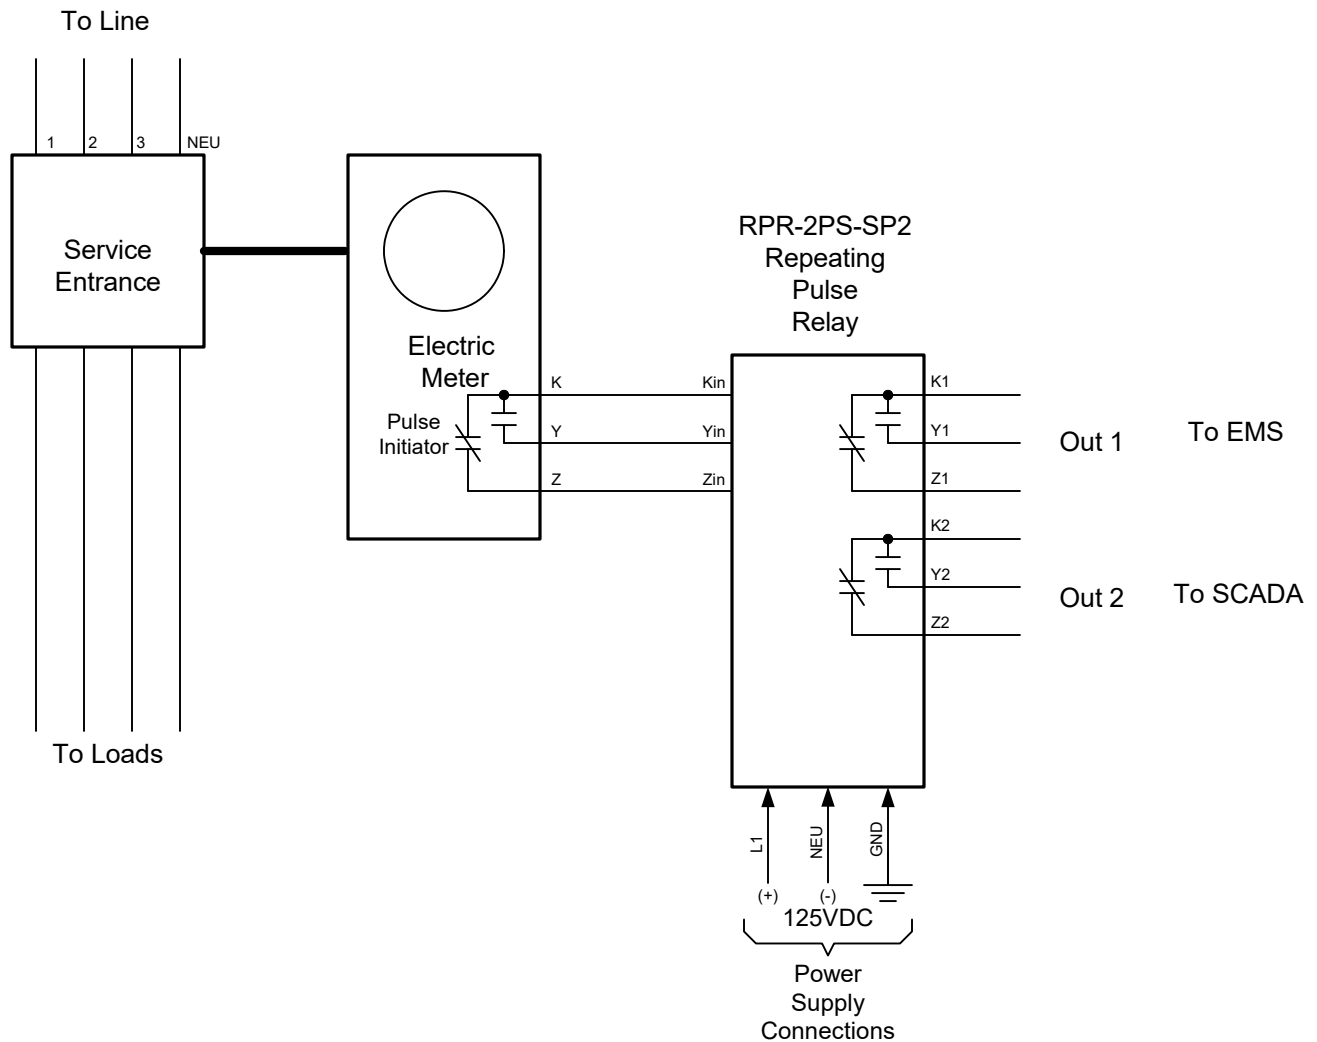 To Line
1
2
3
NEU
Service
Entrance
To Loads
Electric
Meter
Pulse
Initiator
K
Y
Z
RPR-2PS-SP2
Repeating
Pulse
Relay
Kin
Yin
Zin
K1
Y1
Z1
Out 1
To EMS
K2
Y2
Z2
Out 2
To SCADA
L1
NEU
GND
(+)
(-)
125VDC
Power
Supply
Connections